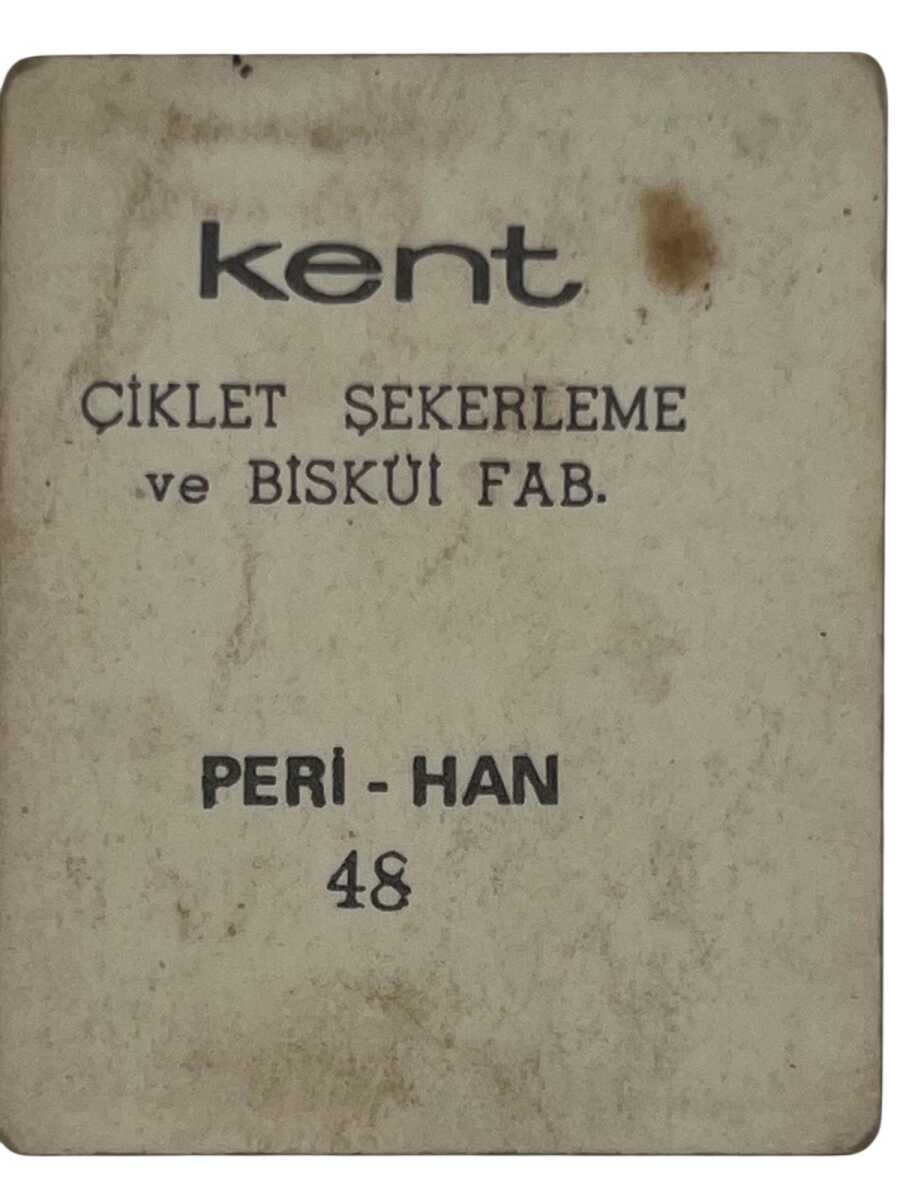 kent
ÇİKLET ŞEKERLEME
ve BİSKÜİ FAB.
PERİ - HAN
48